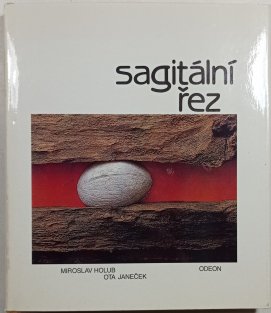 sagitální
řez
MIROSLAV HOLUB ODEON
OTA JANEČEK